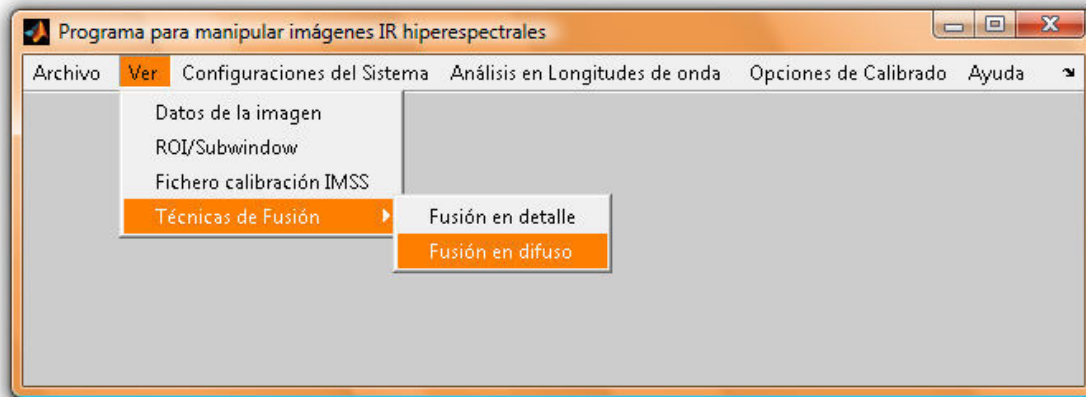 Programa para manipular imágenes IR hiperespectrales
Archivo Ver Configuraciones del Sistema Análisis en Longitudes de onda Opciones de Calibrado Ayuda
Datos de la imagen
ROI/Subwindow
Fichero calibración IMSS
Técnicas de Fusión
Fusión en detalle
Fusión en difuso